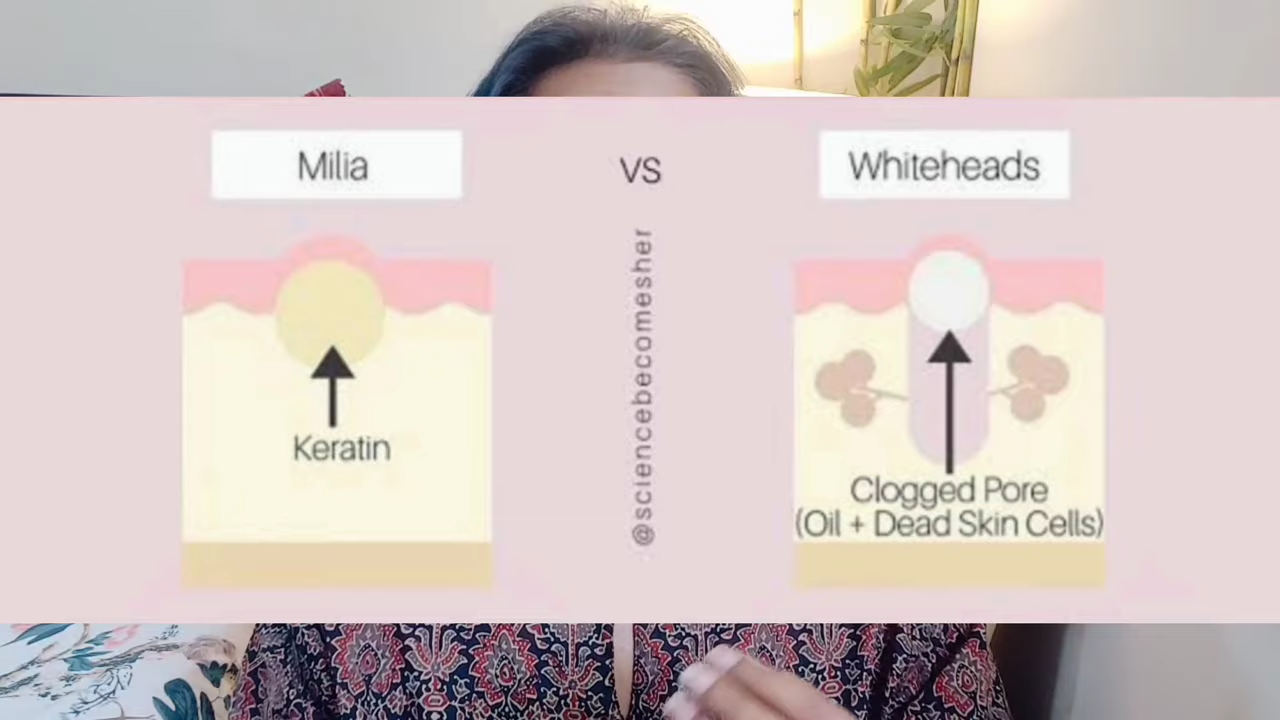 Milia
VS
Whiteheads
@sciencebecomesher
Keratin
Clogged Pore
(Oil + Dead Skin Cells)